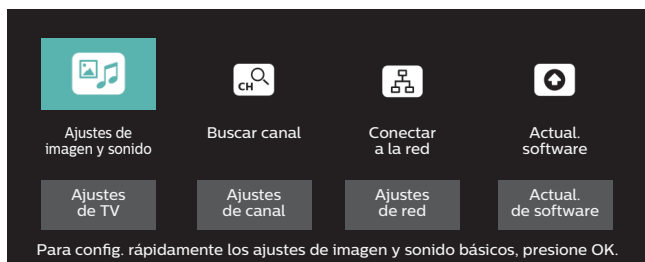 CH
Ajustes de
imagen y sonido
Buscar canal
Conectar
a la red
Actual.
software
Ajustes
de TV
Ajustes
de canal
Ajustes
de red
Actual.
de software
Para config. rápidamente los ajustes de imagen y sonido básicos, presione OK.